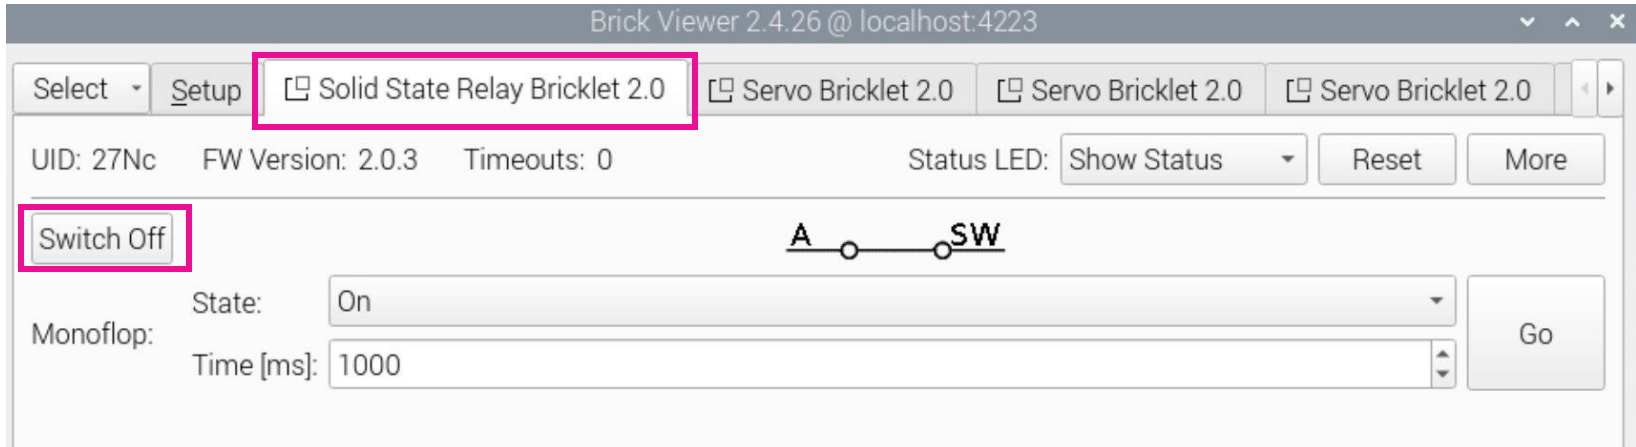 Brick Viewer 2.4.26 @ localhost:4223
Select Setup Solid State Relay Bricklet 2.0 Servo Bricklet 2.0 Servo Bricklet 2.0 Servo Bricklet 2.0
UID: 27Nc FW Version: 2.0.3 Timeouts: 0 Status LED: Show Status Reset More
Switch Off A SW
State: On
Monoflop: Go
Time [ms]: 1000